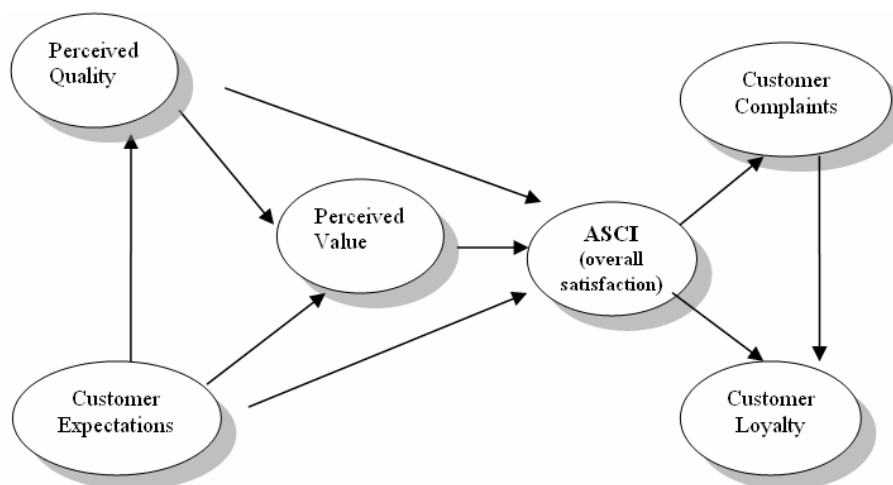 Perceived
Quality
Customer
Complaints
Perceived
Value
ASCI
(overall
satisfaction)
Customer
Expectations
Customer
Loyalty